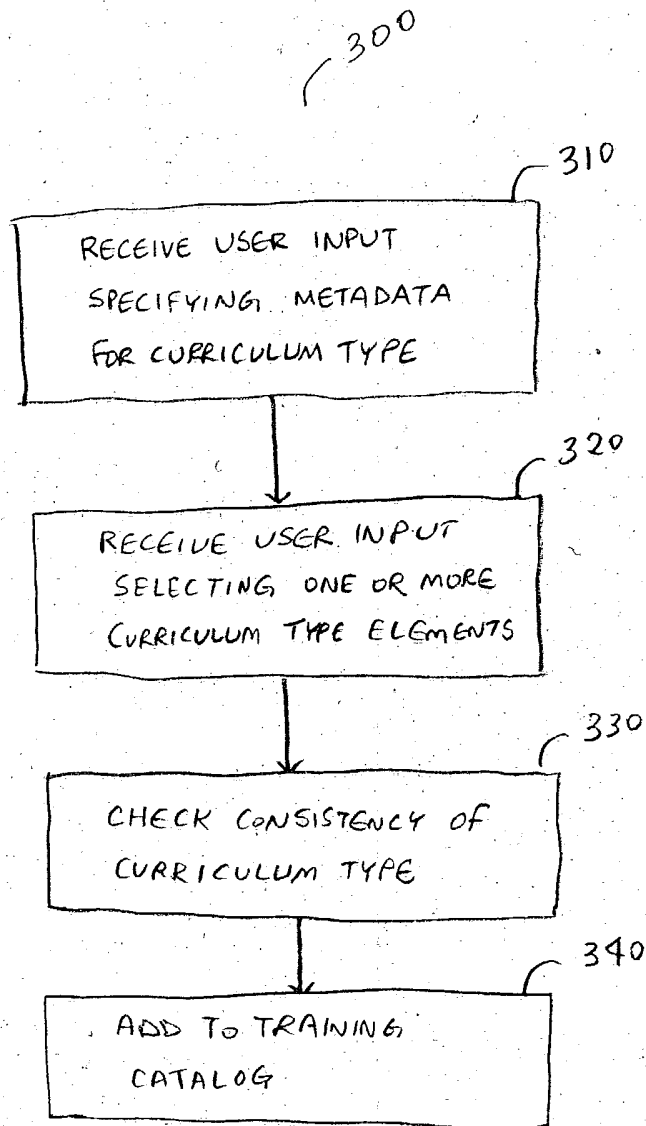 300
310
RECEIVE USER INPUT
SPECIFYING METADATA
FOR CURRICULUM TYPE
320
RECEIVE USER INPUT
SELECTING ONE OR MORE
CURRICULUM TYPE ELEMENTS
330
CHECK CONSISTENCY OF
CURRICULUM TYPE
340
ADD TO TRAINING
CATALOG